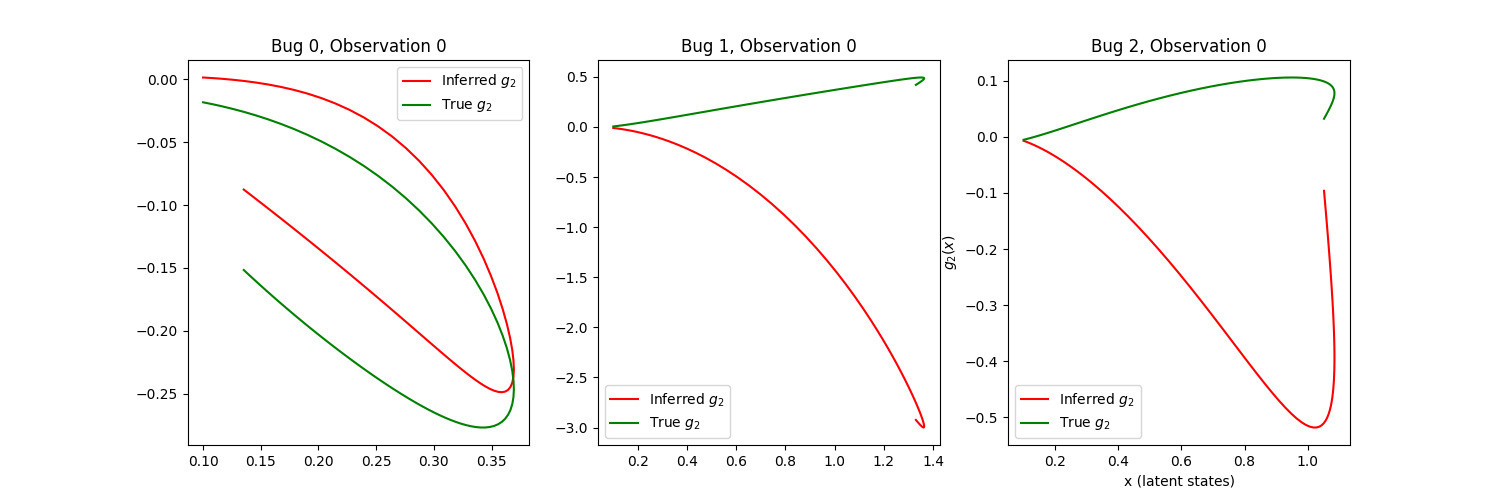 Bug 0, Observation 0
Inferred g₂
True g₂
0.00
−0.05
−0.10
−0.15
−0.20
−0.25
0.10 0.15 0.20 0.25 0.30 0.35
Bug 1, Observation 0
0.5
0.0
−0.5
−1.0
−1.5
−2.0
−2.5
−3.0
Inferred g₂
True g₂
0.2 0.4 0.6 0.8 1.0 1.2 1.4
Bug 2, Observation 0
g₂(x)
0.1
0.0
−0.1
−0.2
−0.3
−0.4
−0.5
Inferred g₂
True g₂
0.2 0.4 0.6 0.8 1.0
x (latent states)